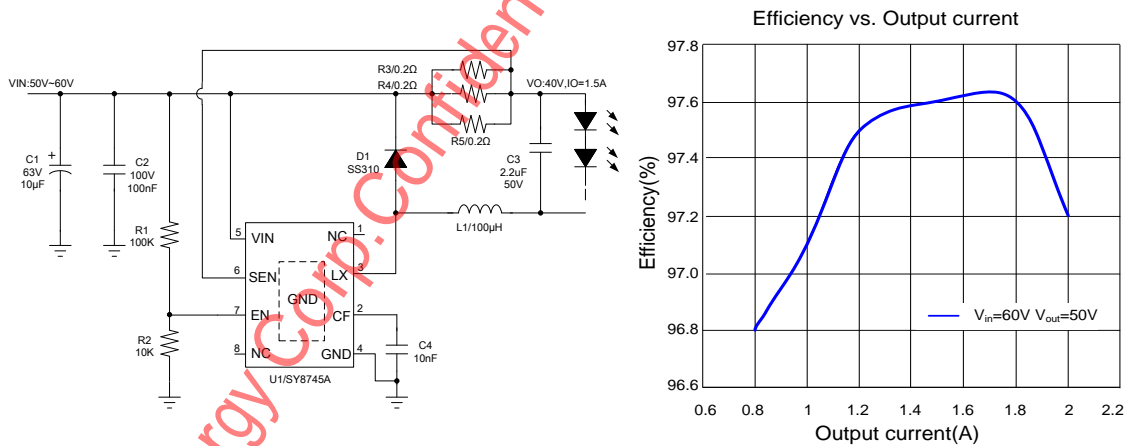 VIN:50V~60V
R3/0.2Ω
R4/0.2Ω
R5/0.2Ω
VO:40V,IO=1.5A
C1
+
63V
10µF
C2
100V
100nF
D1
SS310
C3
2.2uF
50V
L1/100µH
R1
100K
R2
10K
5
VIN
NC
1
6
SEN
LX
3
GND
7
EN
CF
2
8
NC
GND
4
U1/SY8745A
C4
10nF
ergy Corp.Confiden
Efficiency vs. Output current
Efficiency(%)
97.8
97.6
97.4
97.2
97.0
96.8
96.6
Vin=60V Vout=50V
0.6 0.8 1 1.2 1.4 1.6 1.8 2 2.2
Output current(A)